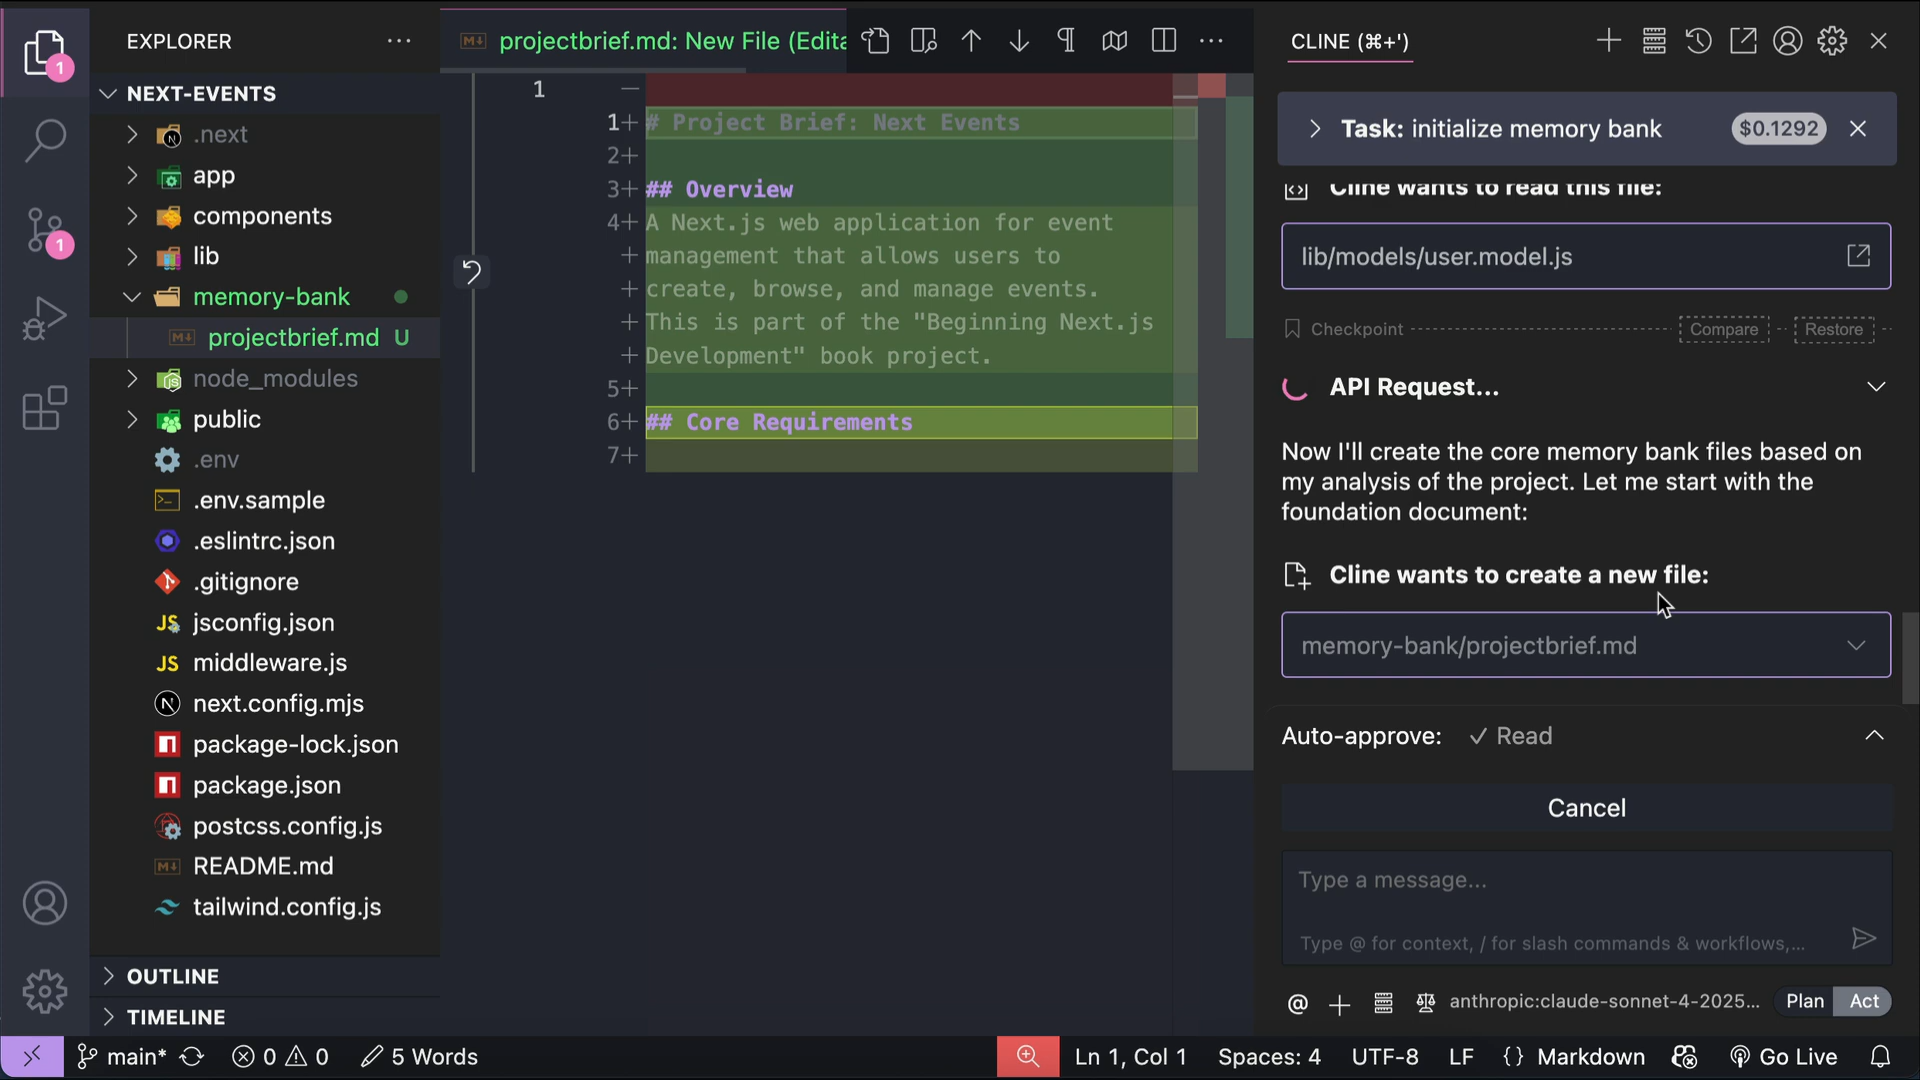 EXPLORER
NEXT-EVENTS
.next
app
components
lib
memory-bank
projectbrief.md U
node_modules
public
.env
.env.sample
.eslintrc.json
.gitignore
jsconfig.json
middleware.js
next.config.mjs
package-lock.json
package.json
postcss.config.js
README.md
tailwind.config.js
OUTLINE
TIMELINE
1
1
projectbrief.md: New File (Edita
1
1+ # Project Brief: Next Events
2+
3+ ## Overview
4+ A Next.js web application for event
+ management that allows users to
+ create, browse, and manage events.
+ This is part of the "Beginning Next.js
+ Development" book project.
5+
6+ ## Core Requirements
7+
CLINE (⌘+')
Task: initialize memory bank $0.1292
Cline wants to read this file:
lib/models/user.model.js
Checkpoint Compare Restore
API Request...
Now I'll create the core memory bank files based on
my analysis of the project. Let me start with the
foundation document:
Cline wants to create a new file:
memory-bank/projectbrief.md
Auto-approve: ✓ Read
Cancel
Type a message...
Type @ for context, / for slash commands & workflows,...
@ anthropic:claude-sonnet-4-2025... Plan Act
main* 0 0 5 Words Ln 1, Col 1 Spaces: 4 UTF-8 LF {} Markdown Go Live